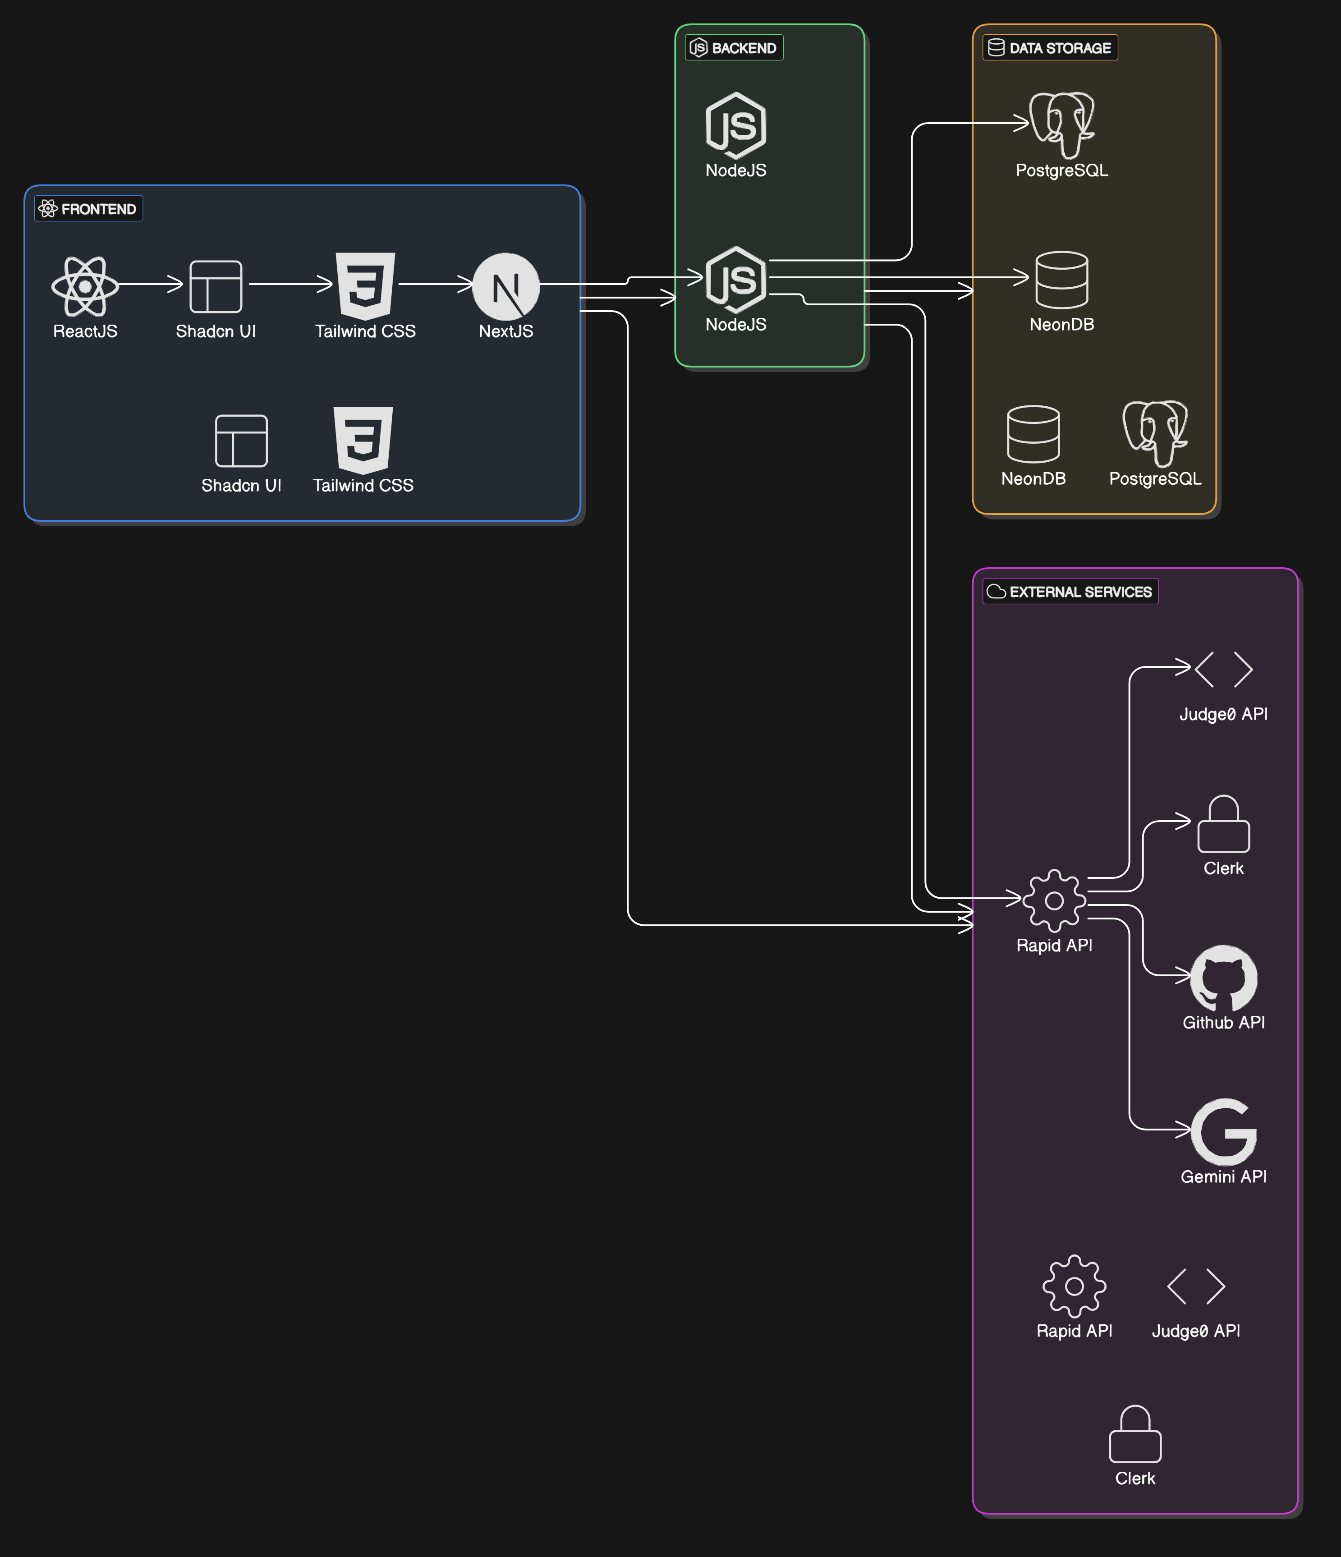 BACKEND
NodeJS
NodeJS
DATA STORAGE
PostgreSQL
NeonDB
NeonDB
PostgreSQL
FRONTEND
ReactJS
Shadcn UI
Tailwind CSS
NextJS
Shadcn UI
Tailwind CSS
EXTERNAL SERVICES
Judge0 API
Clerk
Rapid API
Github API
Gemini API
Rapid API
Judge0 API
Clerk